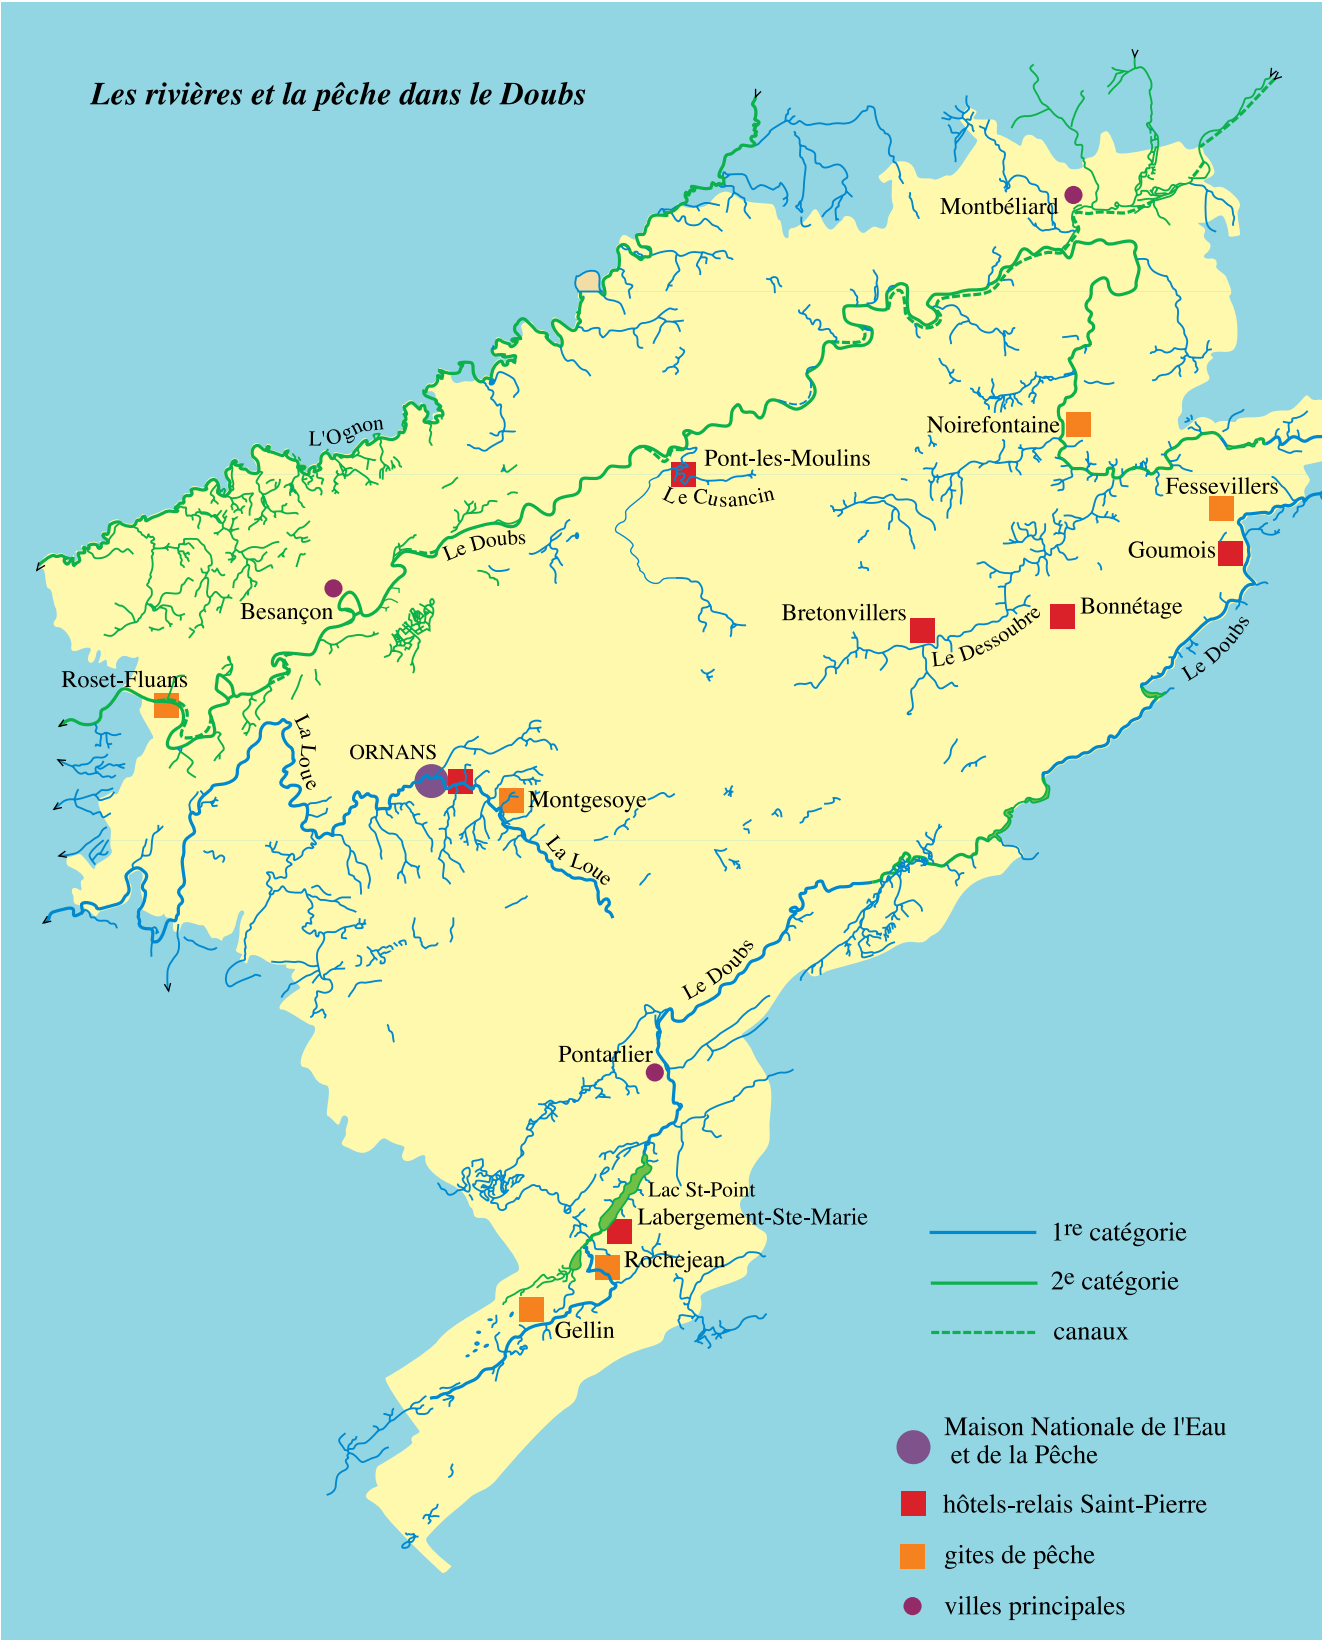 Les rivières et la pêche dans le Doubs
Montbéliard
L'Ognon
Noirefontaine
Pont-les-Moulins
Le Cusancin
Fessevillers
Le Doubs
Goumois
Besançon
Bretonvillers
Bonnétage
Le Dessoubre
Le Doubs
Roset-Fluans
La Loue
ORNANS
Montgesoye
La Loue
Le Doubs
Pontarlier
Lac St-Point
Labergement-Ste-Marie
Rochejean
Gellin
1re catégorie
2e catégorie
canaux
Maison Nationale de l'Eau
et de la Pêche
hôtels-relais Saint-Pierre
gites de pêche
villes principales